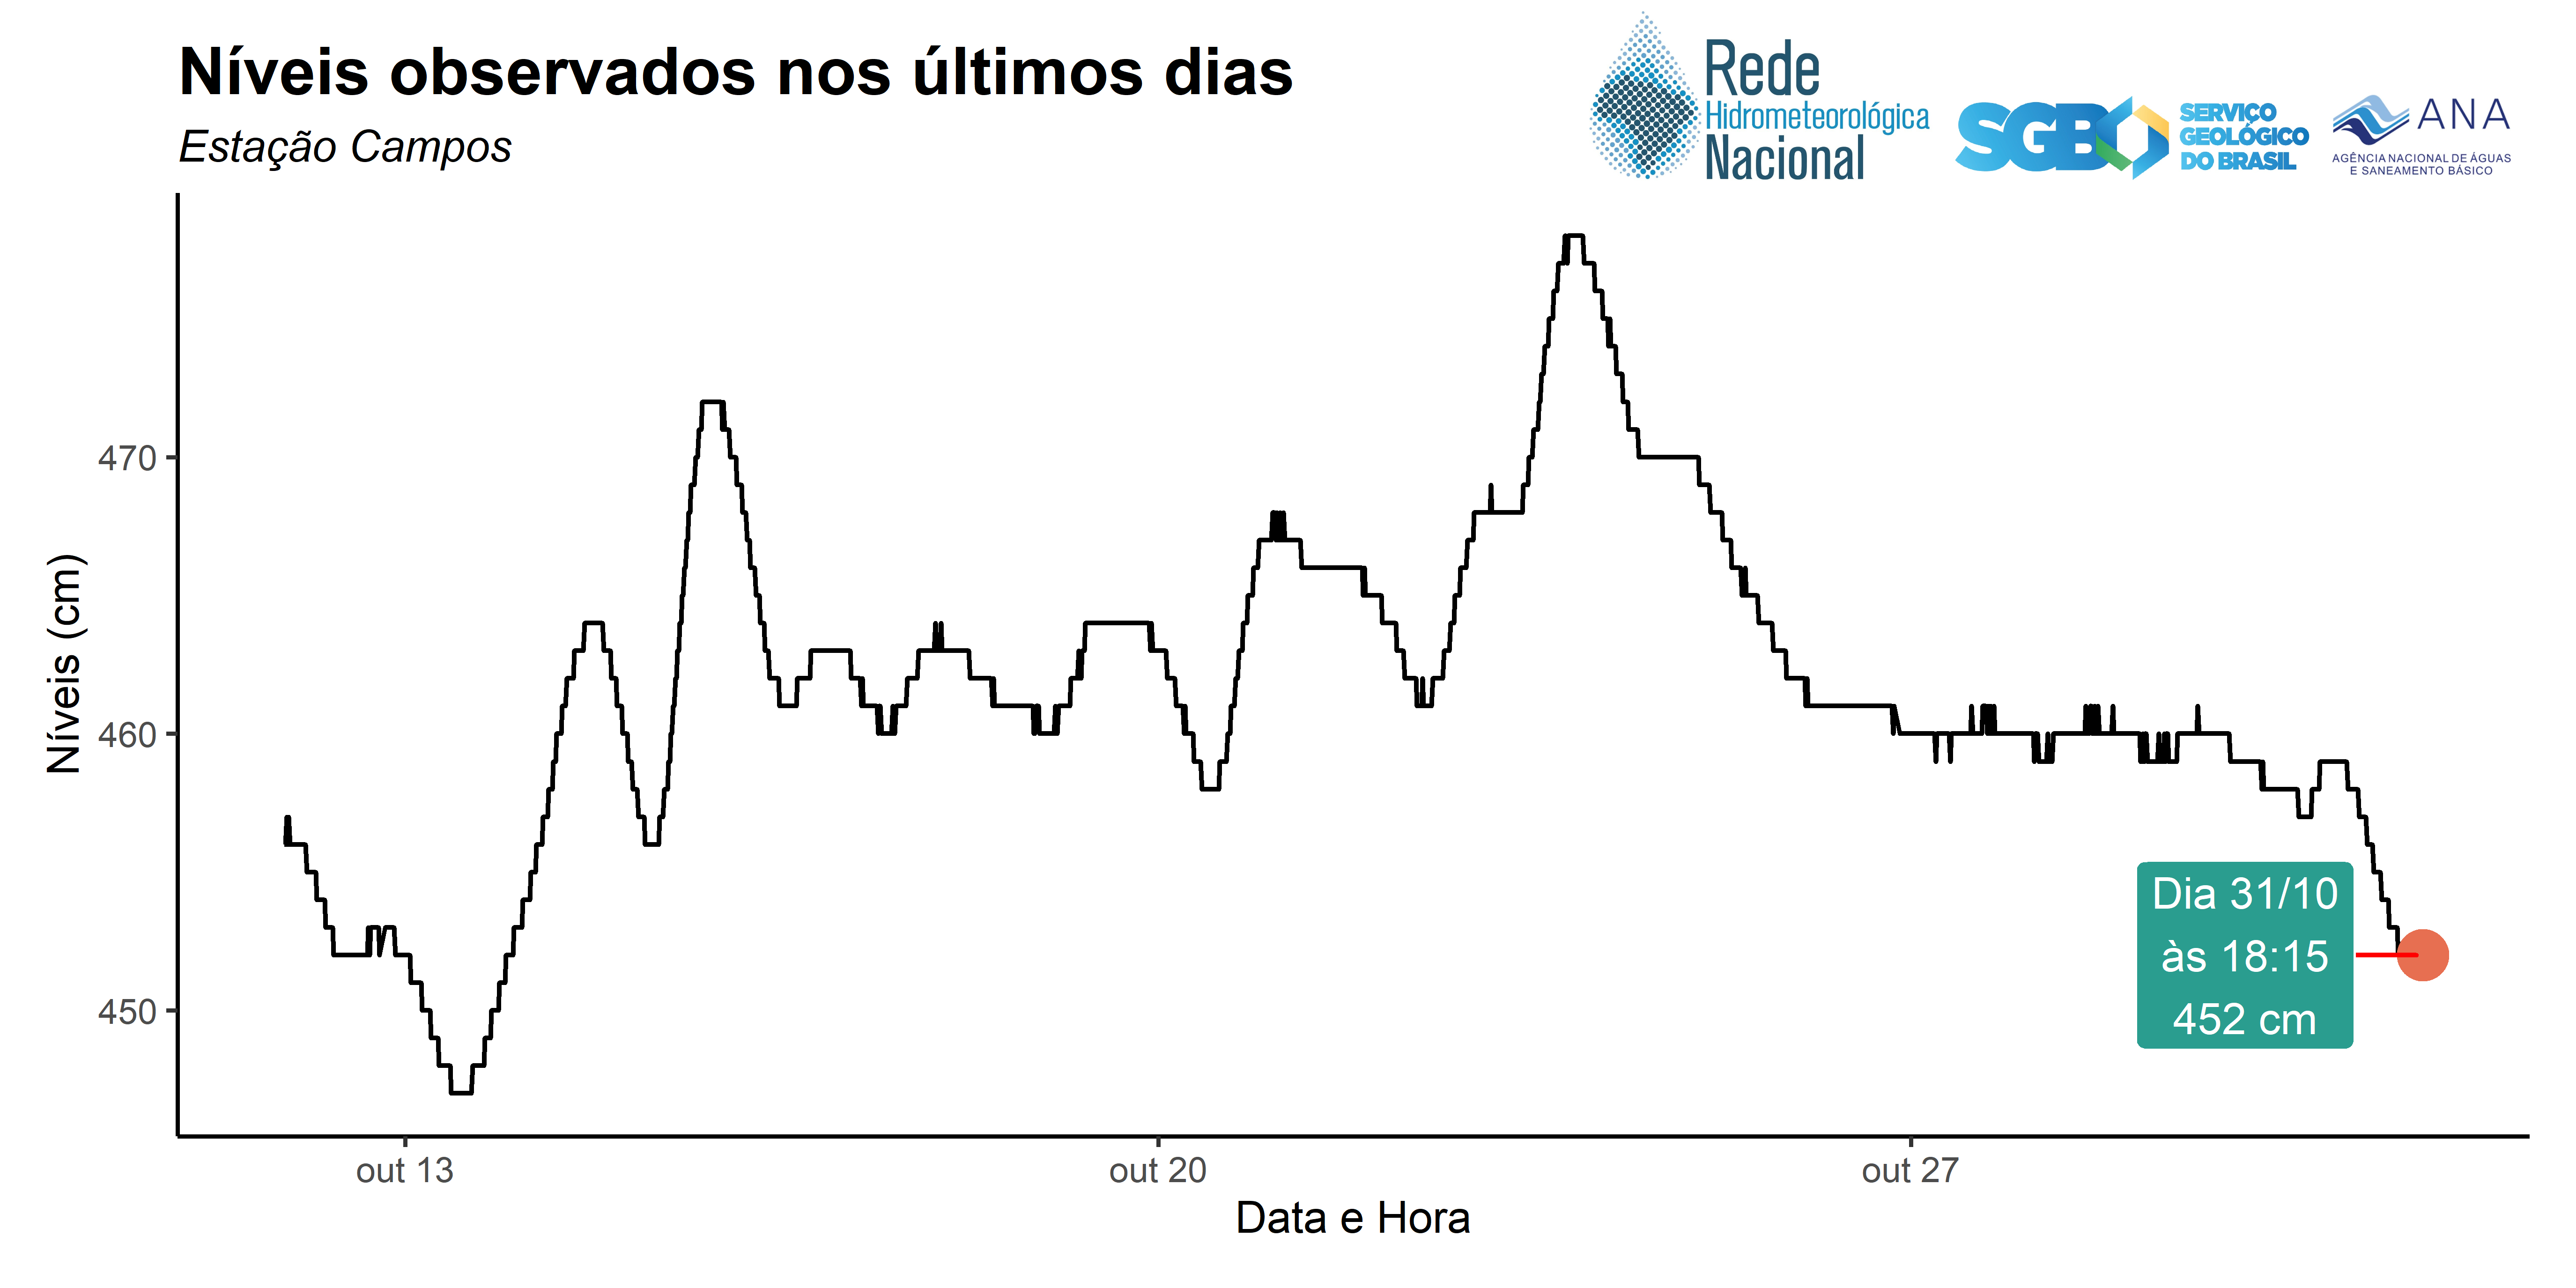 Níveis observados nos últimos dias
Estação Campos
Rede
Hidrometeorológica
Nacional
SGB
SERVIÇO
GEOLÓGICO
DO BRASIL
ANA
AGÊNCIA NACIONAL DE ÁGUAS
E SANEAMENTO BÁSICO
Níveis (cm)
470
460
450
Dia 31/10
às 18:15
452 cm
out 13
out 20
out 27
Data e Hora